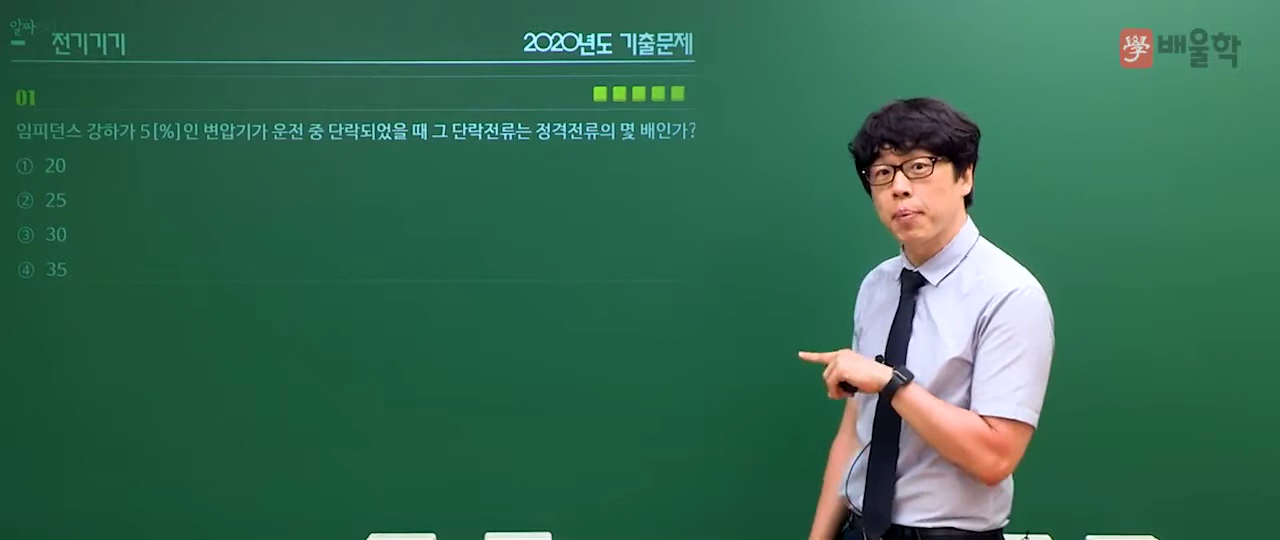 알짜
전기기기
2020년도 기출문제
學 배울학
01
임피던스 강하가 5[%]인 변압기가 운전 중 단락되었을 때 그 단락전류는 정격전류의 몇 배인가?
① 20
② 25
③ 30
④ 35